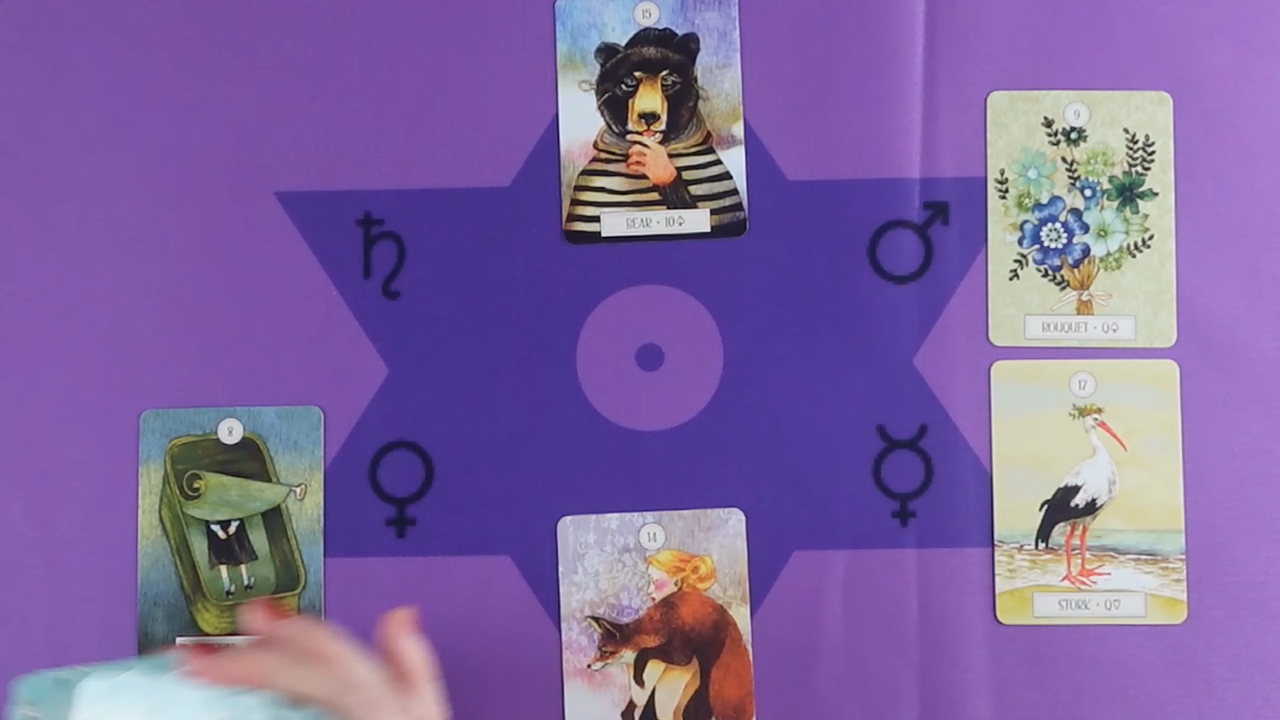 15
BEAR • 10♤
9
BOUQUET • Q♤
8
17
STORK • Q♡
14